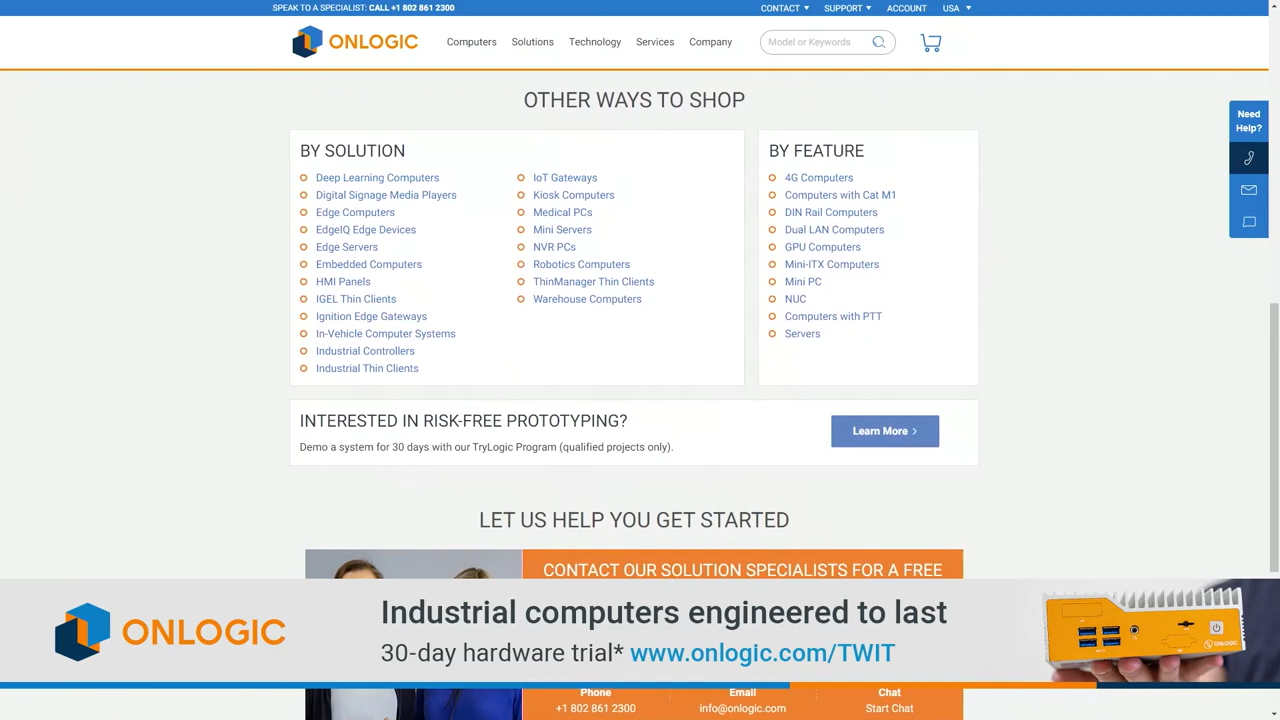 SPEAK TO A SPECIALIST: CALL +1 802 861 2300
CONTACT SUPPORT ACCOUNT USA
ONLOGIC
Computers Solutions Technology Services Company
Model or Keywords
OTHER WAYS TO SHOP
Need
Help?
BY SOLUTION
Deep Learning Computers
Digital Signage Media Players
Edge Computers
EdgeIQ Edge Devices
Edge Servers
Embedded Computers
HMI Panels
IGEL Thin Clients
Ignition Edge Gateways
In-Vehicle Computer Systems
Industrial Controllers
Industrial Thin Clients
IoT Gateways
Kiosk Computers
Medical PCs
Mini Servers
NVR PCs
Robotics Computers
ThinManager Thin Clients
Warehouse Computers
BY FEATURE
4G Computers
Computers with Cat M1
DIN Rail Computers
Dual LAN Computers
GPU Computers
Mini-ITX Computers
Mini PC
NUC
Computers with PTT
Servers
INTERESTED IN RISK-FREE PROTOTYPING?
Demo a system for 30 days with our TryLogic Program (qualified projects only).
Learn More
LET US HELP YOU GET STARTED
CONTACT OUR SOLUTION SPECIALISTS FOR A FREE
ONLOGIC
Industrial computers engineered to last
30-day hardware trial* www.onlogic.com/TWIT
ONLOGIC
Phone
+1 802 861 2300
Email
info@onlogic.com
Chat
Start Chat